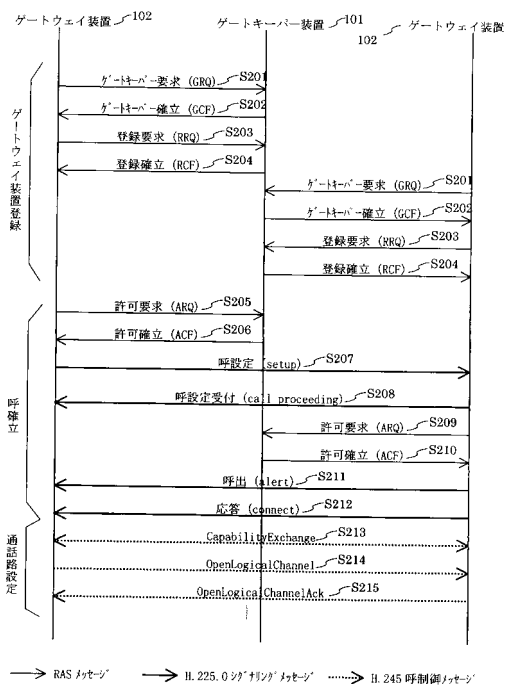 ゲートウェイ装置 102
ゲートキーパー装置 101
102 ゲートウェイ装置
ゲートキーパー要求 (GRQ) S201
ゲートキーパー確立 (GCF) S202
登録要求 (RRQ) S203
登録確立 (RCF) S204
ゲートキーパー要求 (GRQ) S201
ゲートキーパー確立 (GCF) S202
登録要求 (RRQ) S203
登録確立 (RCF) S204
ゲートウェイ装置登録
許可要求 (ARQ) S205
許可確立 (ACF) S206
呼設定 (setup) S207
呼設定受付 (call proceeding) S208
許可要求 (ARQ) S209
許可確立 (ACF) S210
呼出 (alert) S211
呼確立
応答 (connect) S212
CapabilityExchange S213
OpenLogicalChannel S214
OpenLogicalChannelAck S215
通話路設定
RAS メッセージ
H.225.0 シグナリングメッセージ
H.245 呼制御メッセージ